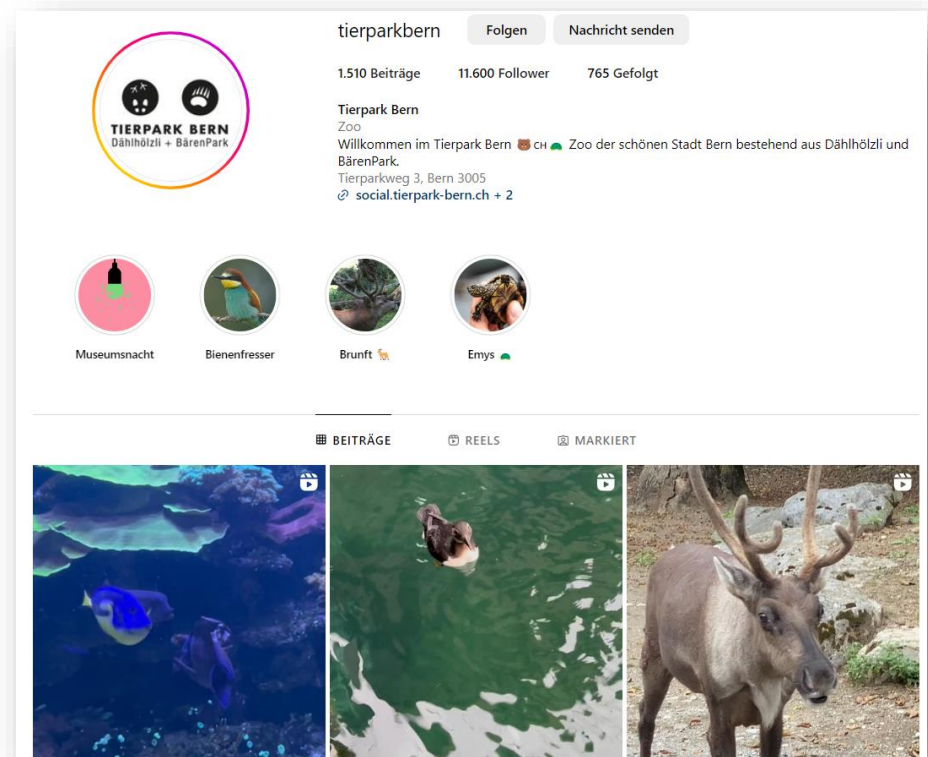 tierparkbern Folgen Nachricht senden
1.510 Beiträge 11.600 Follower 765 Gefolgt
TIERPARK BERN
Dählhölzli + BärenPark
Tierpark Bern
Zoo
Willkommen im Tierpark Bern 🐻 CH 🐢 Zoo der schönen Stadt Bern bestehend aus Dählhölzli und
BärenPark.
Tierparkweg 3, Bern 3005
social.tierpark-bern.ch + 2
Museumsnacht Bienenfresser Brunft 🦌 Emys 🐢
BEITRÄGE REELS MARKIERT